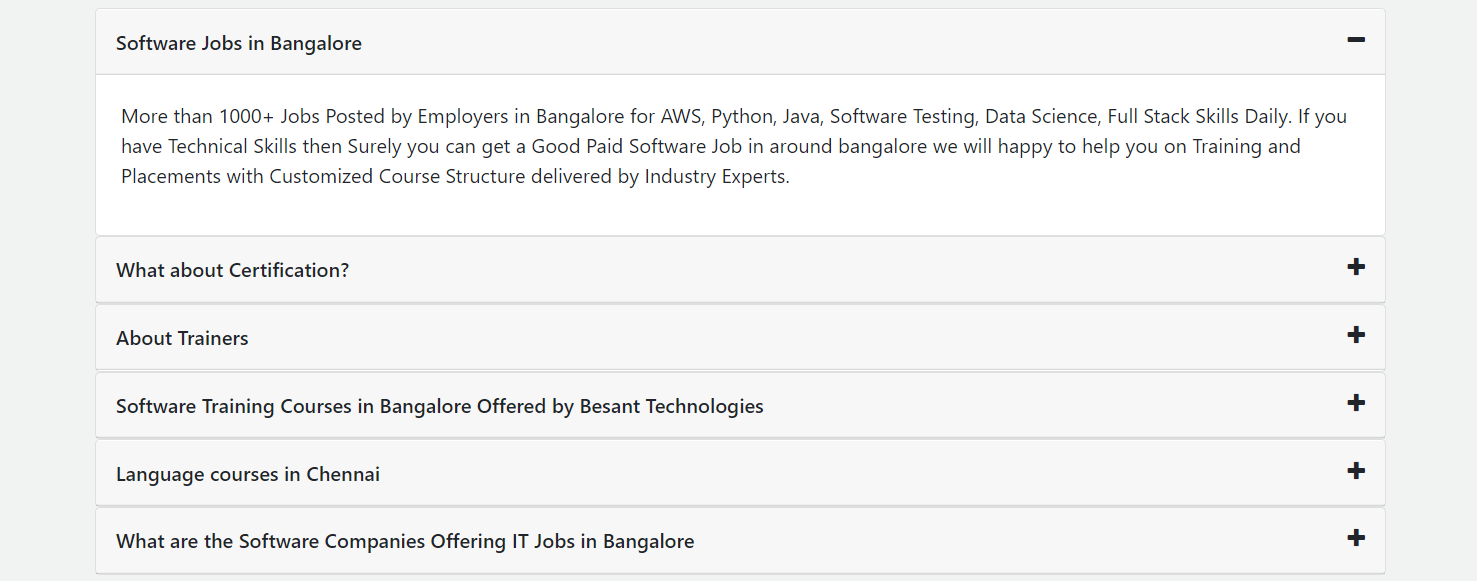 Software Jobs in Bangalore
More than 1000+ Jobs Posted by Employers in Bangalore for AWS, Python, Java, Software Testing, Data Science, Full Stack Skills Daily. If you
have Technical Skills then Surely you can get a Good Paid Software Job in around bangalore we will happy to help you on Training and
Placements with Customized Course Structure delivered by Industry Experts.
What about Certification?
About Trainers
Software Training Courses in Bangalore Offered by Besant Technologies
Language courses in Chennai
What are the Software Companies Offering IT Jobs in Bangalore